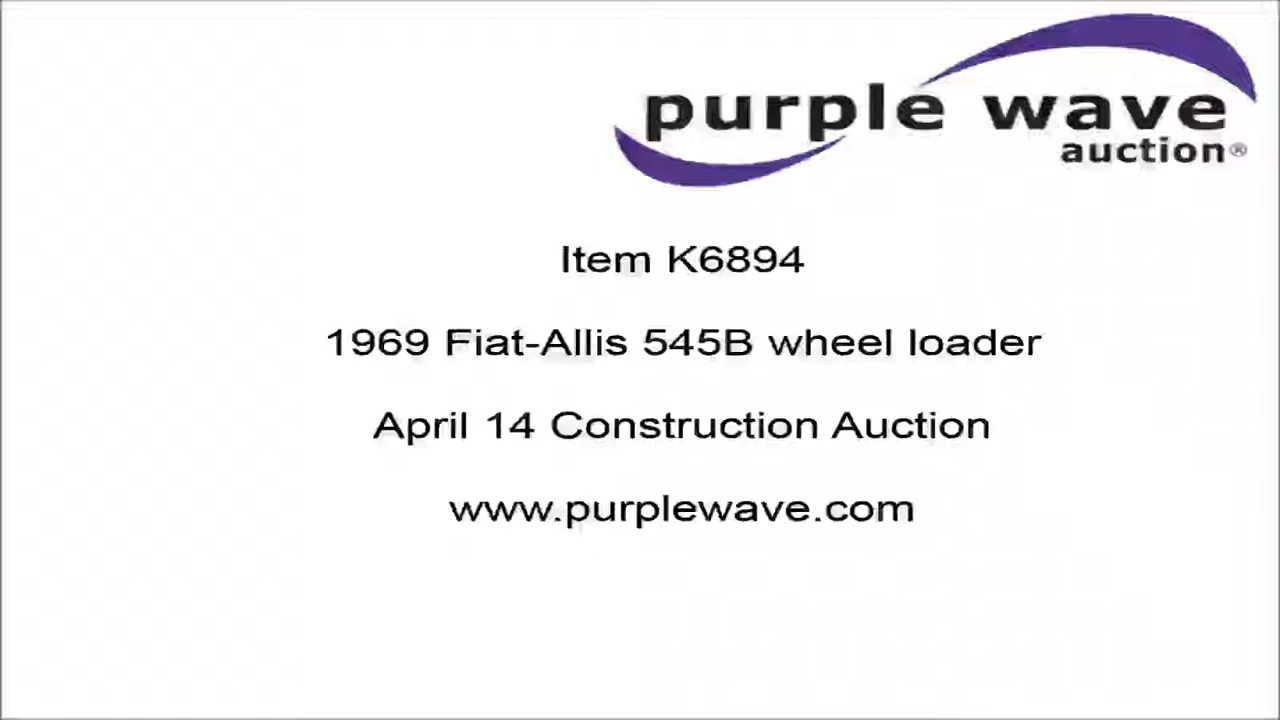 purple wave
auction®
Item K6894
1969 Fiat-Allis 545B wheel loader
April 14 Construction Auction
www.purplewave.com